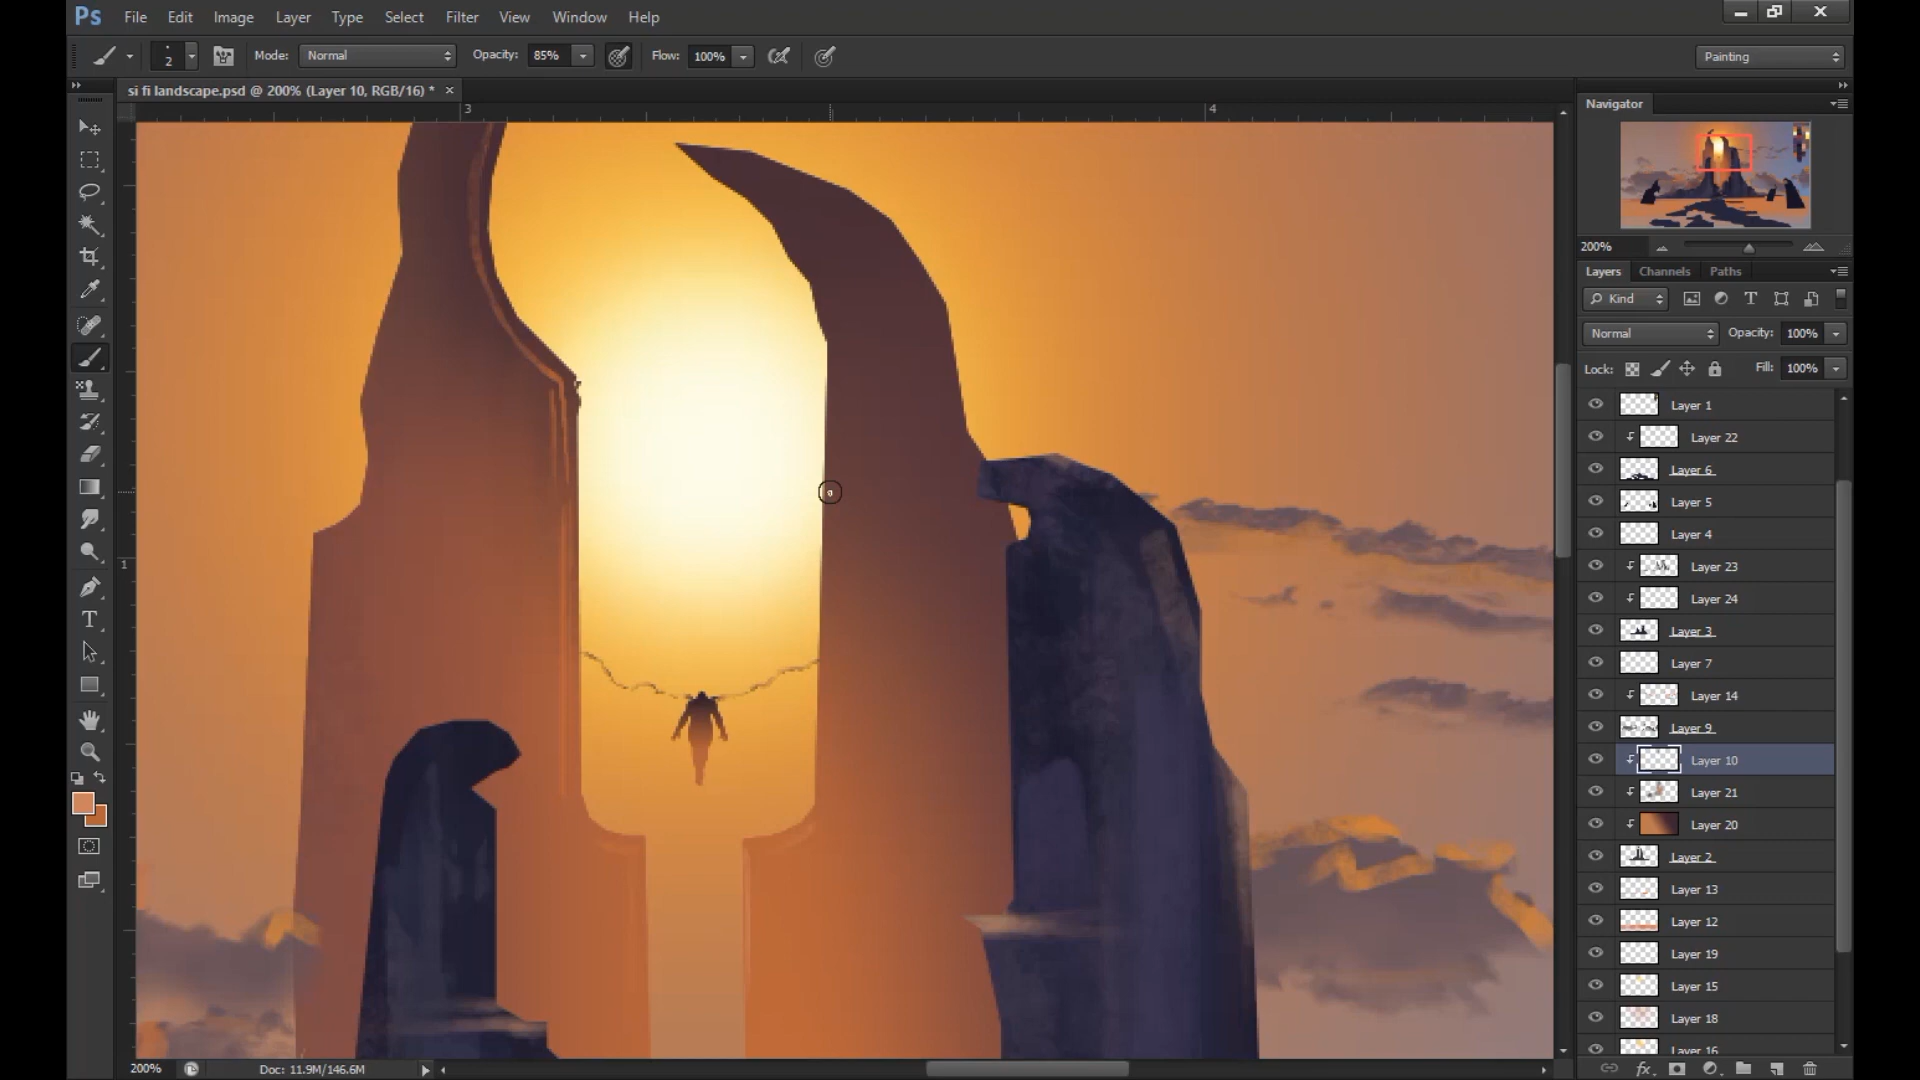 Ps File Edit Image Layer Type Select Filter View Window Help
2 Mode: Normal Opacity: 85% Flow: 100% Painting
si fi landscape.psd @ 200% (Layer 10, RGB/16) * ×
3 4
1
Navigator
200%
Layers Channels Paths
Kind
Normal Opacity: 100%
Lock: Fill: 100%
Layer 1
Layer 22
Layer 6
Layer 5
Layer 4
Layer 23
Layer 24
Layer 3
Layer 7
Layer 14
Layer 9
Layer 10
Layer 21
Layer 20
Layer 2
Layer 13
Layer 12
Layer 19
Layer 15
Layer 18
Layer 16
200% Doc: 11.9M/146.6M